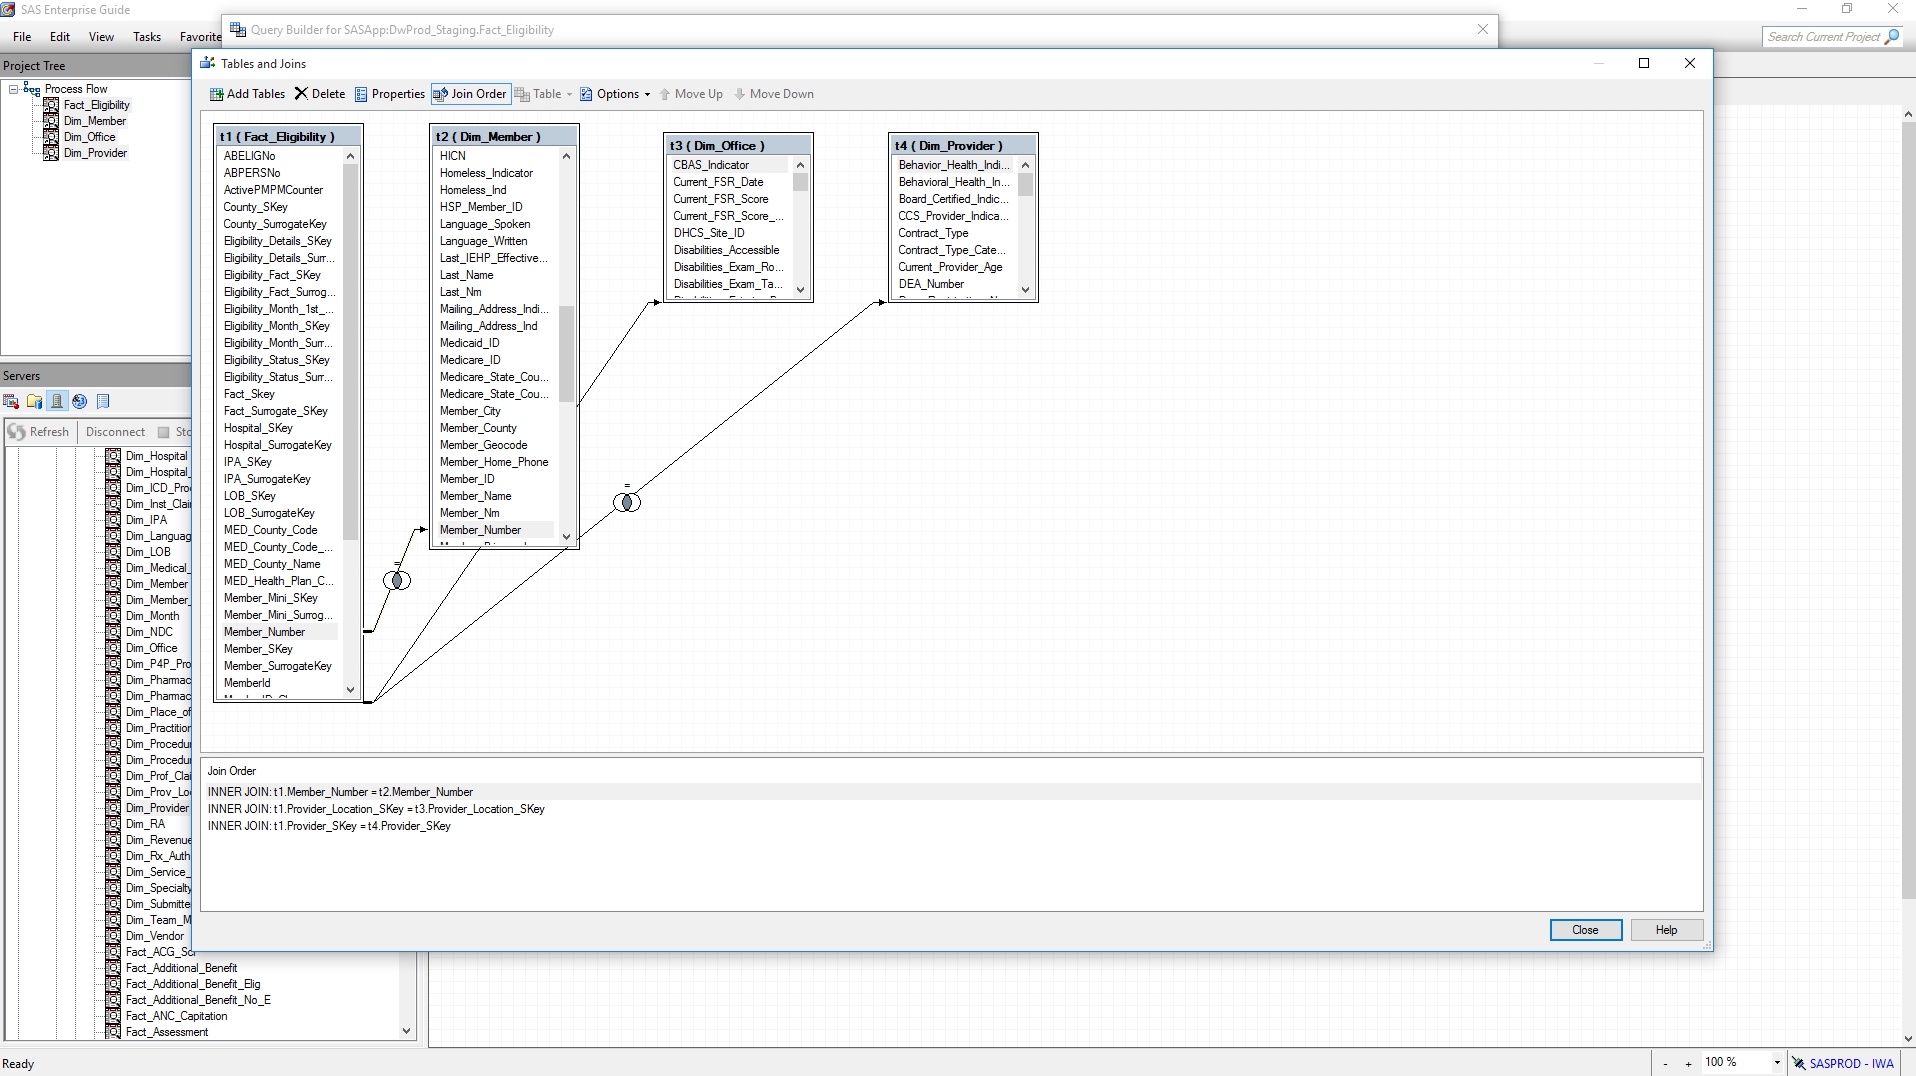 SAS Enterprise Guide
File Edit View Tasks Favorite
Search Current Project
Query Builder for SASApp:DwProd_Staging.Fact_Eligibility
Project Tree
Process Flow
Fact_Eligibility
Dim_Member
Dim_Office
Dim_Provider
Servers
Refresh Disconnect Sto
Dim_Hospital
Dim_Hospital_
Dim_ICD_Pro
Dim_Inst_Clai
Dim_IPA
Dim_Languag
Dim_LOB
Dim_Medical_
Dim_Member
Dim_Member_
Dim_Month
Dim_NDC
Dim_Office
Dim_P4P_Pro
Dim_Pharmac
Dim_Pharmac
Dim_Place_of
Dim_Practition
Dim_Procedur
Dim_Procedur
Dim_Prof_Clai
Dim_Prov_Lo
Dim_Provider
Dim_RA
Dim_Revenue
Dim_Rx_Auth
Dim_Service_
Dim_Specialty
Dim_Submitte
Dim_Team_M
Dim_Vendor
Fact_ACG_Scr
Fact_Additional_Benefit
Fact_Additional_Benefit_Elig
Fact_Additional_Benefit_No_E
Fact_ANC_Capitation
Fact_Assessment
Tables and Joins
Add Tables Delete Properties Join Order Table Options Move Up Move Down
t1 ( Fact_Eligibility )
ABELIGNo
ABPERSNo
ActivePMPMCounter
County_SKey
County_SurrogateKey
Eligibility_Details_SKey
Eligibility_Details_Surr...
Eligibility_Fact_SKey
Eligibility_Fact_Surrog...
Eligibility_Month_1st_...
Eligibility_Month_SKey
Eligibility_Month_Surr...
Eligibility_Status_SKey
Eligibility_Status_Surr...
Fact_Skey
Fact_Surrogate_SKey
Hospital_SKey
Hospital_SurrogateKey
IPA_SKey
IPA_SurrogateKey
LOB_SKey
LOB_SurrogateKey
MED_County_Code
MED_County_Code_...
MED_County_Name
MED_Health_Plan_C...
Member_Mini_SKey
Member_Mini_Surrog...
Member_Number
Member_SKey
Member_SurrogateKey
MemberId
t2 ( Dim_Member )
HICN
Homeless_Indicator
Homeless_Ind
HSP_Member_ID
Language_Spoken
Language_Written
Last_IEHP_Effective...
Last_Name
Last_Nm
Mailing_Address_Indi...
Mailing_Address_Ind
Medicaid_ID
Medicare_ID
Medicare_State_Cou...
Medicare_State_Cou...
Member_City
Member_County
Member_Geocode
Member_Home_Phone
Member_ID
Member_Name
Member_Nm
Member_Number
t3 ( Dim_Office )
CBAS_Indicator
Current_FSR_Date
Current_FSR_Score
Current_FSR_Score_...
DHCS_Site_ID
Disabilities_Accessible
Disabilities_Exam_Ro...
Disabilities_Exam_Ta...
t4 ( Dim_Provider )
Behavior_Health_Indi...
Behavioral_Health_In...
Board_Certified_Indic...
CCS_Provider_Indica...
Contract_Type
Contract_Type_Cate...
Current_Provider_Age
DEA_Number
=
=
Join Order
INNER JOIN: t1.Member_Number = t2.Member_Number
INNER JOIN: t1.Provider_Location_SKey = t3.Provider_Location_SKey
INNER JOIN: t1.Provider_SKey = t4.Provider_SKey
Close Help
Ready
- + 100 % SASPROD - IWA